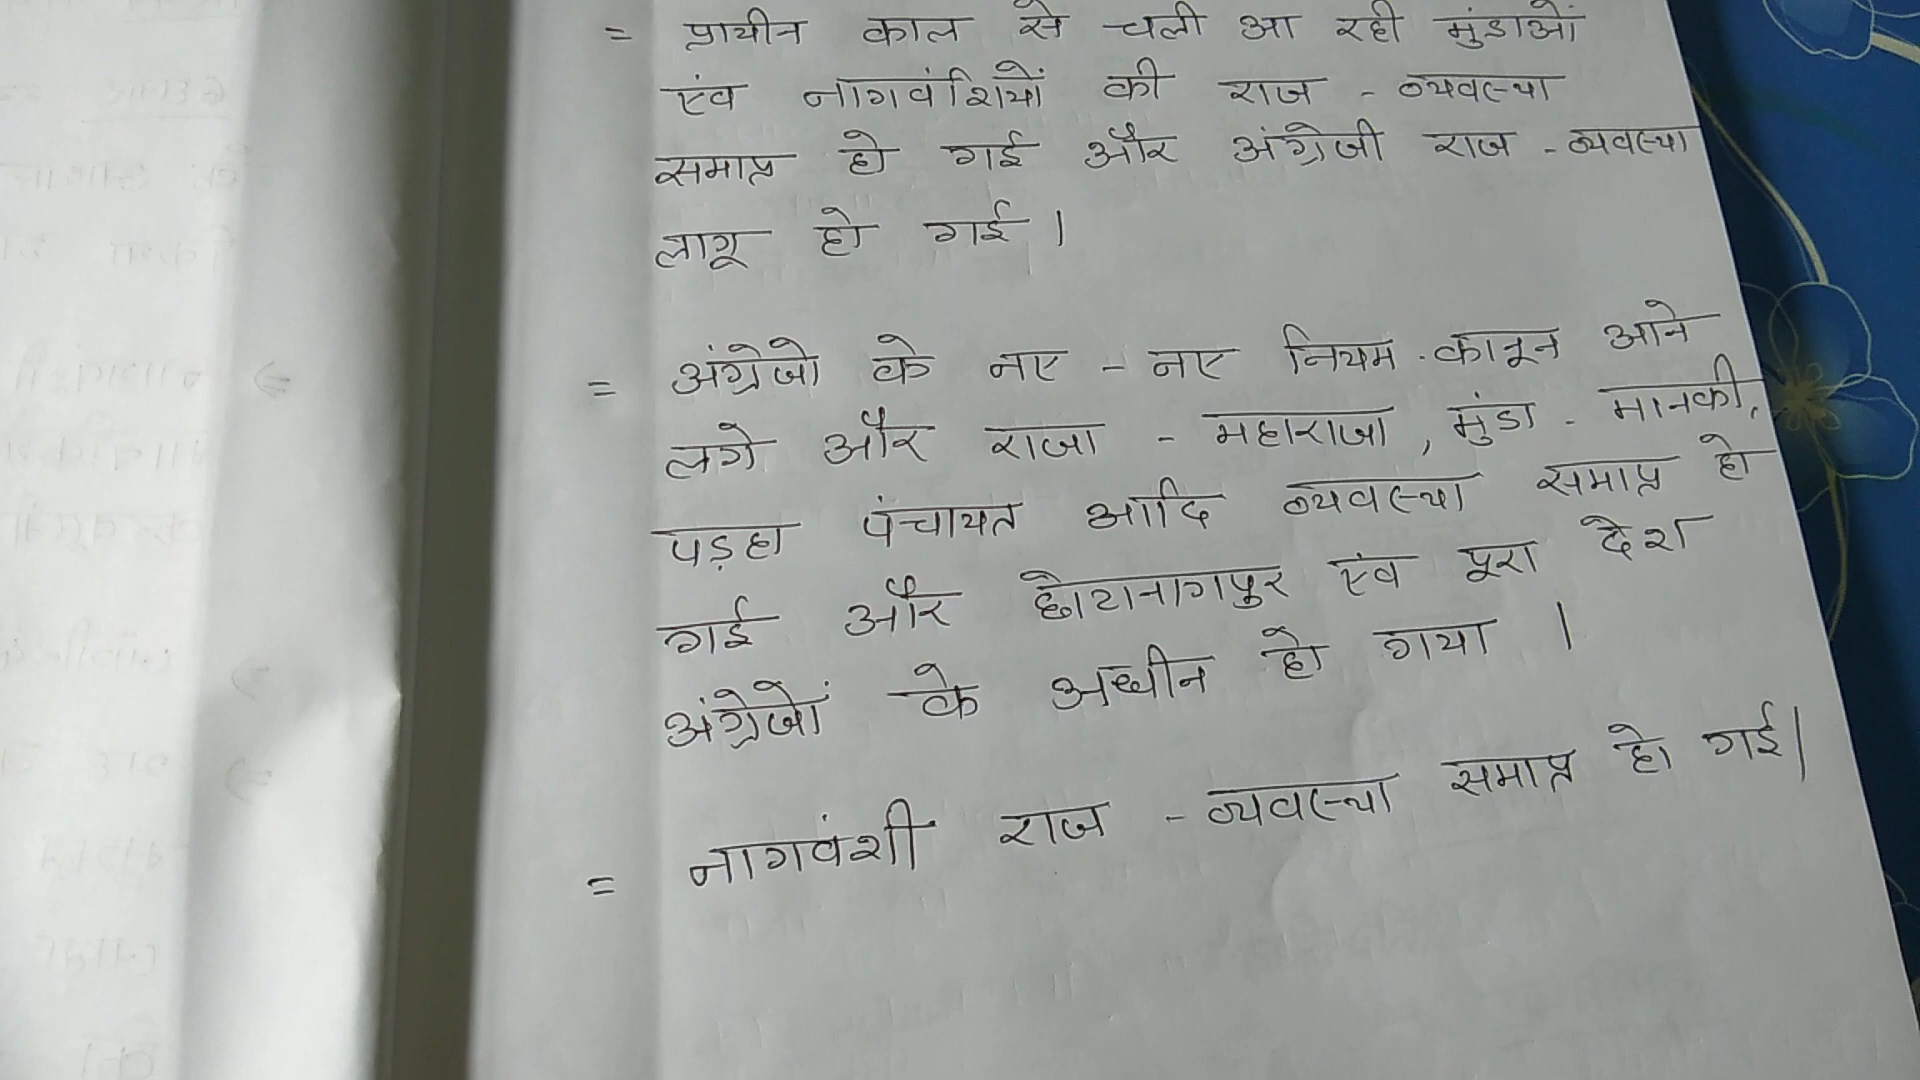 = प्राचीन काल से चली आ रही मुंडाओं
एंव नागवंशियों की राज - व्यवस्था
समाप्त हो गई और अंग्रेजी राज - व्यवस्था
लागू हो गई ।
= अंग्रेजो के नए - नए नियम - कानून आने
लगे और राजा - महाराजा , मुंडा - मानकी,
पड़हा पंचायत आदि व्यवस्था समाप्त हो
गई और छोटानागपुर एंव पूरा देश
अंग्रेजों के अधीन हो गया ।
= नागवंशी राज - व्यवस्था समाप्त हो गई।